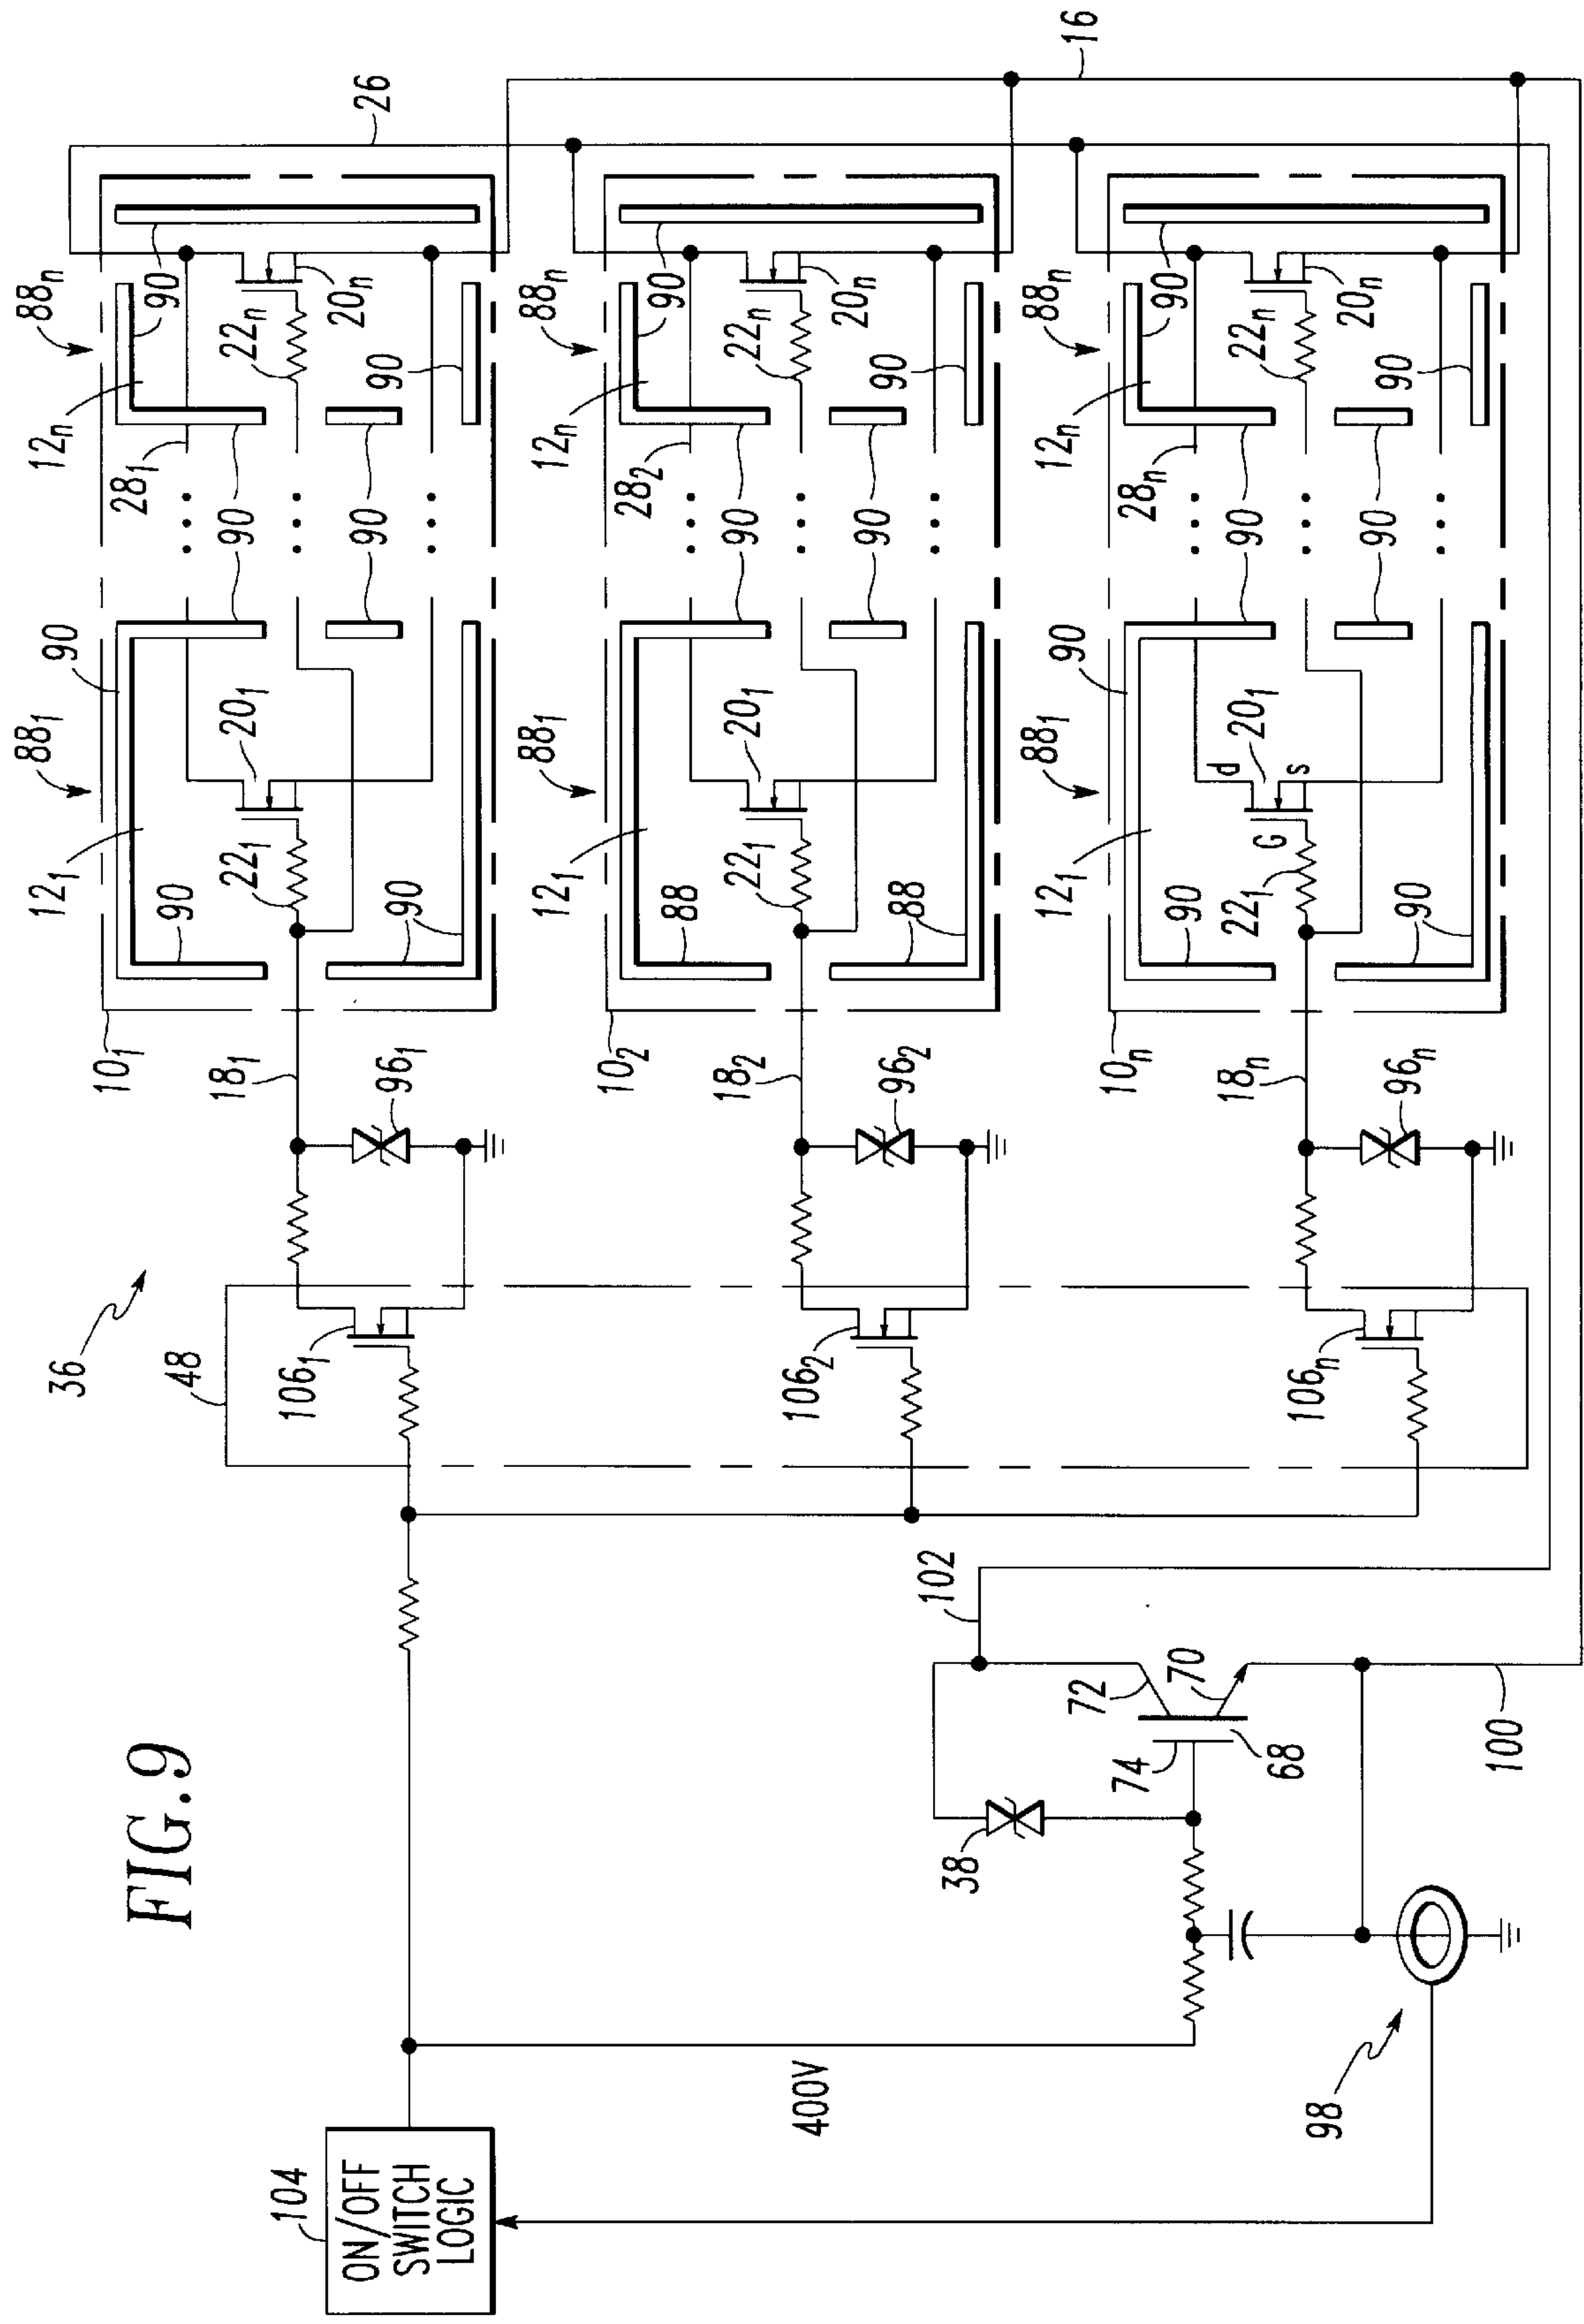 FIG.9
36
104
ON/OFF
SWITCH
LOGIC
400V
98
38
74
68
72
70
102
100
48
106₁
106₂
106ₙ
18₁
96₁
18₂
96₂
18ₙ
96ₙ
10₁
88₁
88ₙ
12₁
90
12ₙ
28₁
90
90
90
90
22₁
20₁
90
90
22ₙ
20ₙ
90
26
10₂
88₁
88ₙ
12₁
12ₙ
28₂
90
88
90
90
22₁
20₁
88
90
22ₙ
20ₙ
90
16
10ₙ
88₁
88ₙ
12₁
90
12ₙ
28ₙ
90
90
90
22₁
G
d
20₁
s
90
90
22ₙ
20ₙ
90